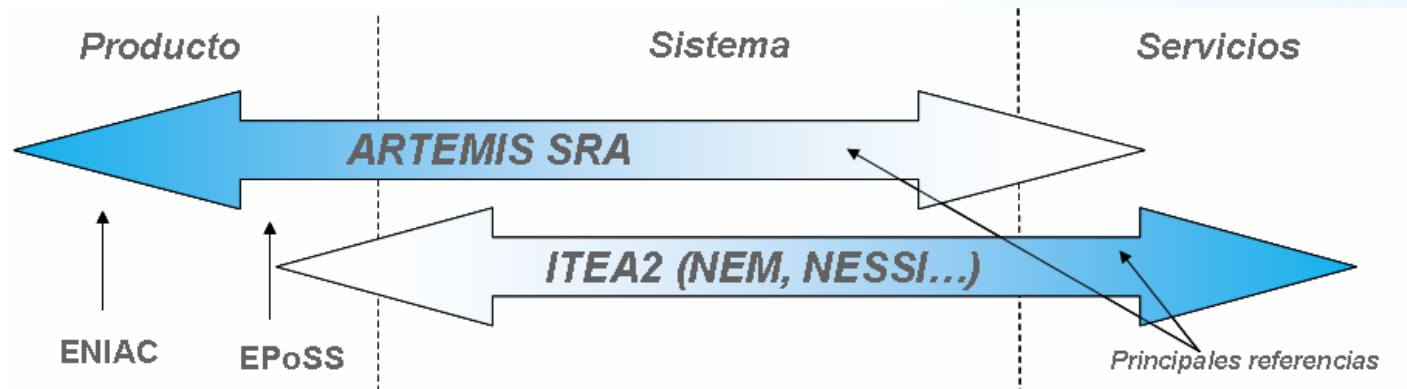 Producto
Sistema
Servicios
ARTEMIS SRA
ITEA2 (NEM, NESSI…)
ENIAC
EPoSS
Principales referencias